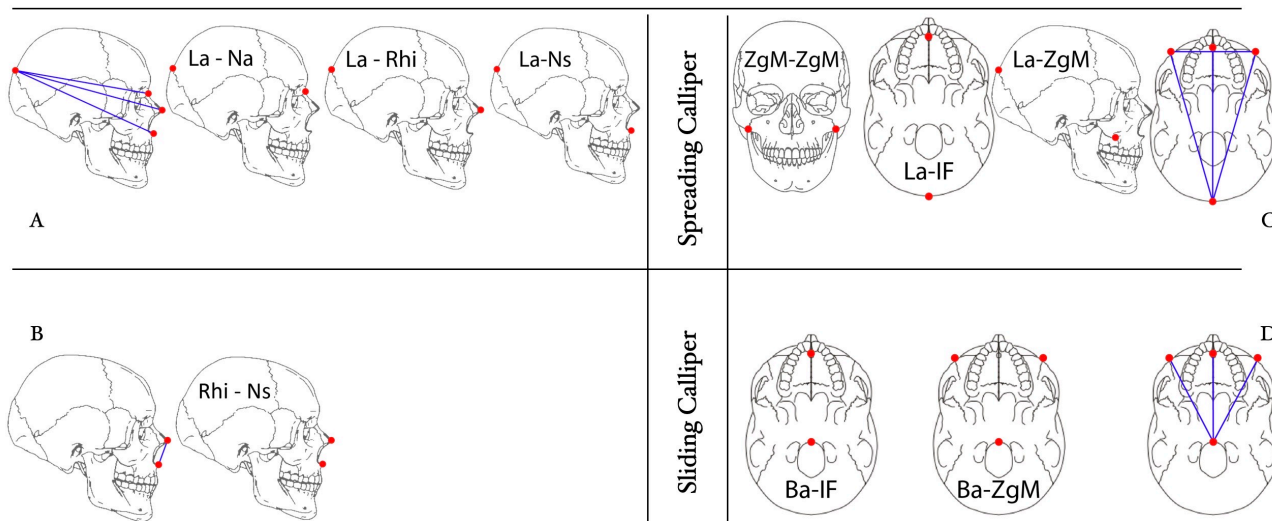 La - Na
La - Rhi
La-Ns
A
Spreading Calliper
ZgM-ZgM
La-IF
La-ZgM
C
B
Rhi - Ns
Sliding Calliper
Ba-IF
Ba-ZgM
D